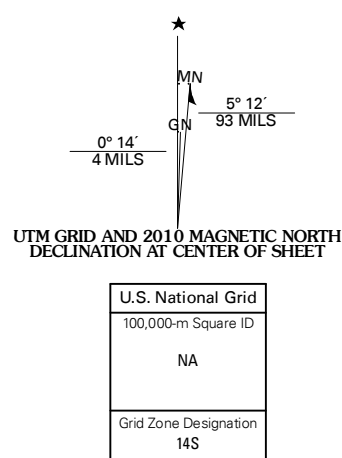 ★
MN
5° 12´
93 MILS
GN
0° 14´
4 MILS
UTM GRID AND 2010 MAGNETIC NORTH
DECLINATION AT CENTER OF SHEET
U.S. National Grid
100,000-m Square ID
NA
Grid Zone Designation
14S